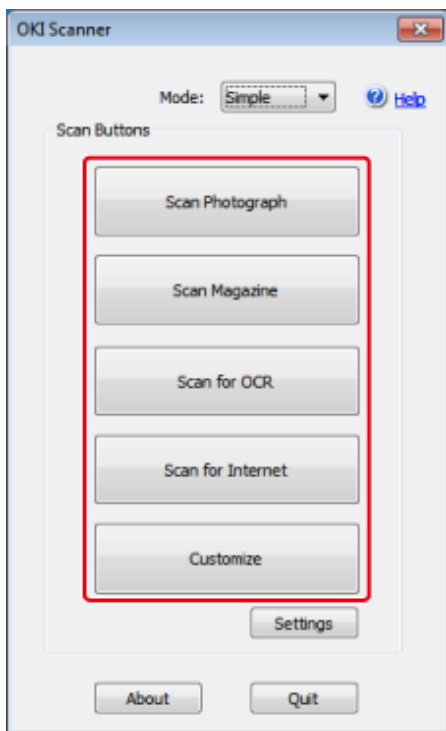 OKI Scanner
Mode: Simple Help
Scan Buttons
Scan Photograph
Scan Magazine
Scan for OCR
Scan for Internet
Customize
Settings
About Quit